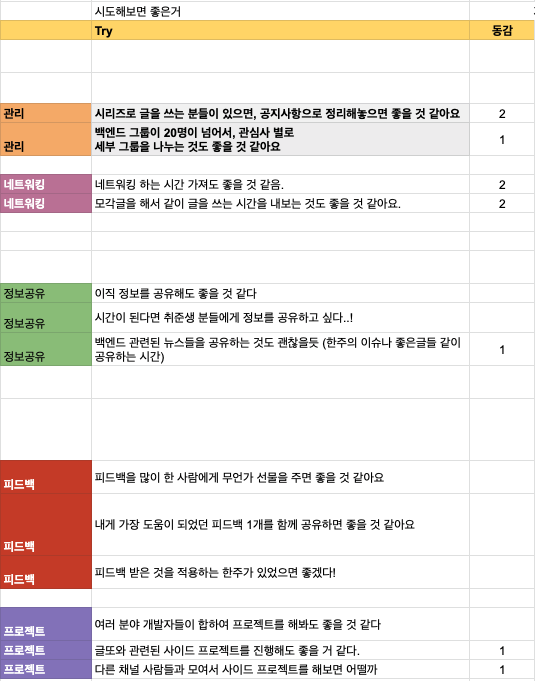 시도해보면 좋은거
Try 동감
관리 시리즈로 글을 쓰는 분들이 있으면, 공지사항으로 정리해놓으면 좋을 것 같아요 2
백엔드 그룹이 20명이 넘어서, 관심사 별로
관리 세부 그룹을 나누는 것도 좋을 것 같아요 1
네트워킹 네트워킹 하는 시간 가져도 좋을 것 같음. 2
네트워킹 모각글을 해서 같이 글을 쓰는 시간을 내보는 것도 좋을 것 같아요. 2
정보공유 이직 정보를 공유해도 좋을 것 같다
정보공유 시간이 된다면 취준생 분들에게 정보를 공유하고 싶다..!
백엔드 관련된 뉴스들을 공유하는 것도 괜찮을듯 (한주의 이슈나 좋은글들 같이
정보공유 공유하는 시간) 1
피드백 피드백을 많이 한 사람에게 무언가 선물을 주면 좋을 것 같아요
피드백 내게 가장 도움이 되었던 피드백 1개를 함께 공유하면 좋을 것 같아요
피드백 피드백 받은 것을 적용하는 한주가 있었으면 좋겠다!
프로젝트 여러 분야 개발자들이 합하여 프로젝트를 해봐도 좋을 것 같다
프로젝트 글또와 관련된 사이드 프로젝트를 진행해도 좋을 거 같다. 1
프로젝트 다른 채널 사람들과 모여서 사이드 프로젝트를 해보면 어떨까 1